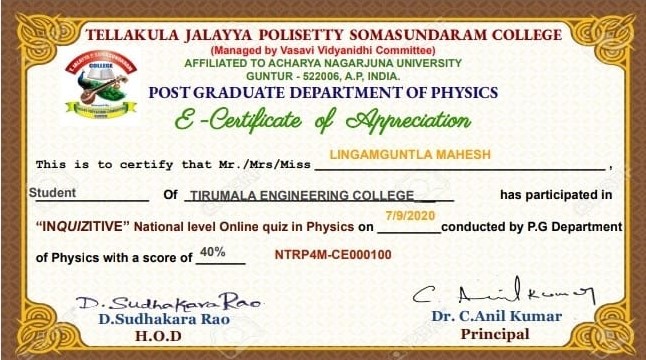 TELLAKULA JALAYYA POLISETTY SOMASUNDARAM COLLEGE
(Managed by Vasavi Vidyanidhi Committee)
AFFILIATED TO ACHARYA NAGARJUNA UNIVERSITY
GUNTUR - 522006, A.P, INDIA.
POST GRADUATE DEPARTMENT OF PHYSICS
E -Certificate of Appreciation
This is to certify that Mr./Mrs/Miss LINGAMGUNTLA MAHESH ,
Student Of TIRUMALA ENGINEERING COLLEGE has participated in
“INQUIZITIVE” National level Online quiz in Physics on 7/9/2020 conducted by P.G Department
of Physics with a score of 40% NTRP4M-CE000100
D. Sudhakara Rao C Anil kumar
D.Sudhakara Rao Dr. C.Anil Kumar
H.O.D Principal
COLLEGE